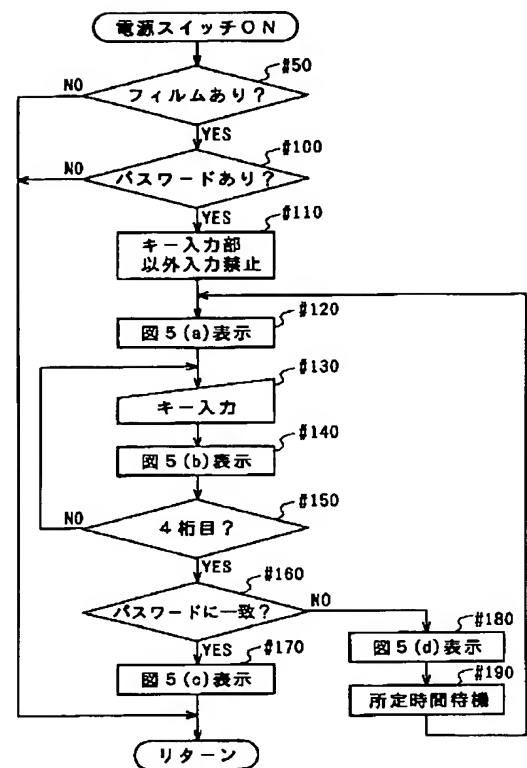 電源スイッチON
#50
NO
フィルムあり?
YES
#100
NO
パスワードあり?
YES
#110
キー入力部
以外入力禁止
#120
図5(a)表示
#130
キー入力
#140
図5(b)表示
#150
NO
4桁目?
YES
#160
パスワードに一致?
NO
YES
#170
図5(c)表示
#180
図5(d)表示
#190
所定時間待機
リターン